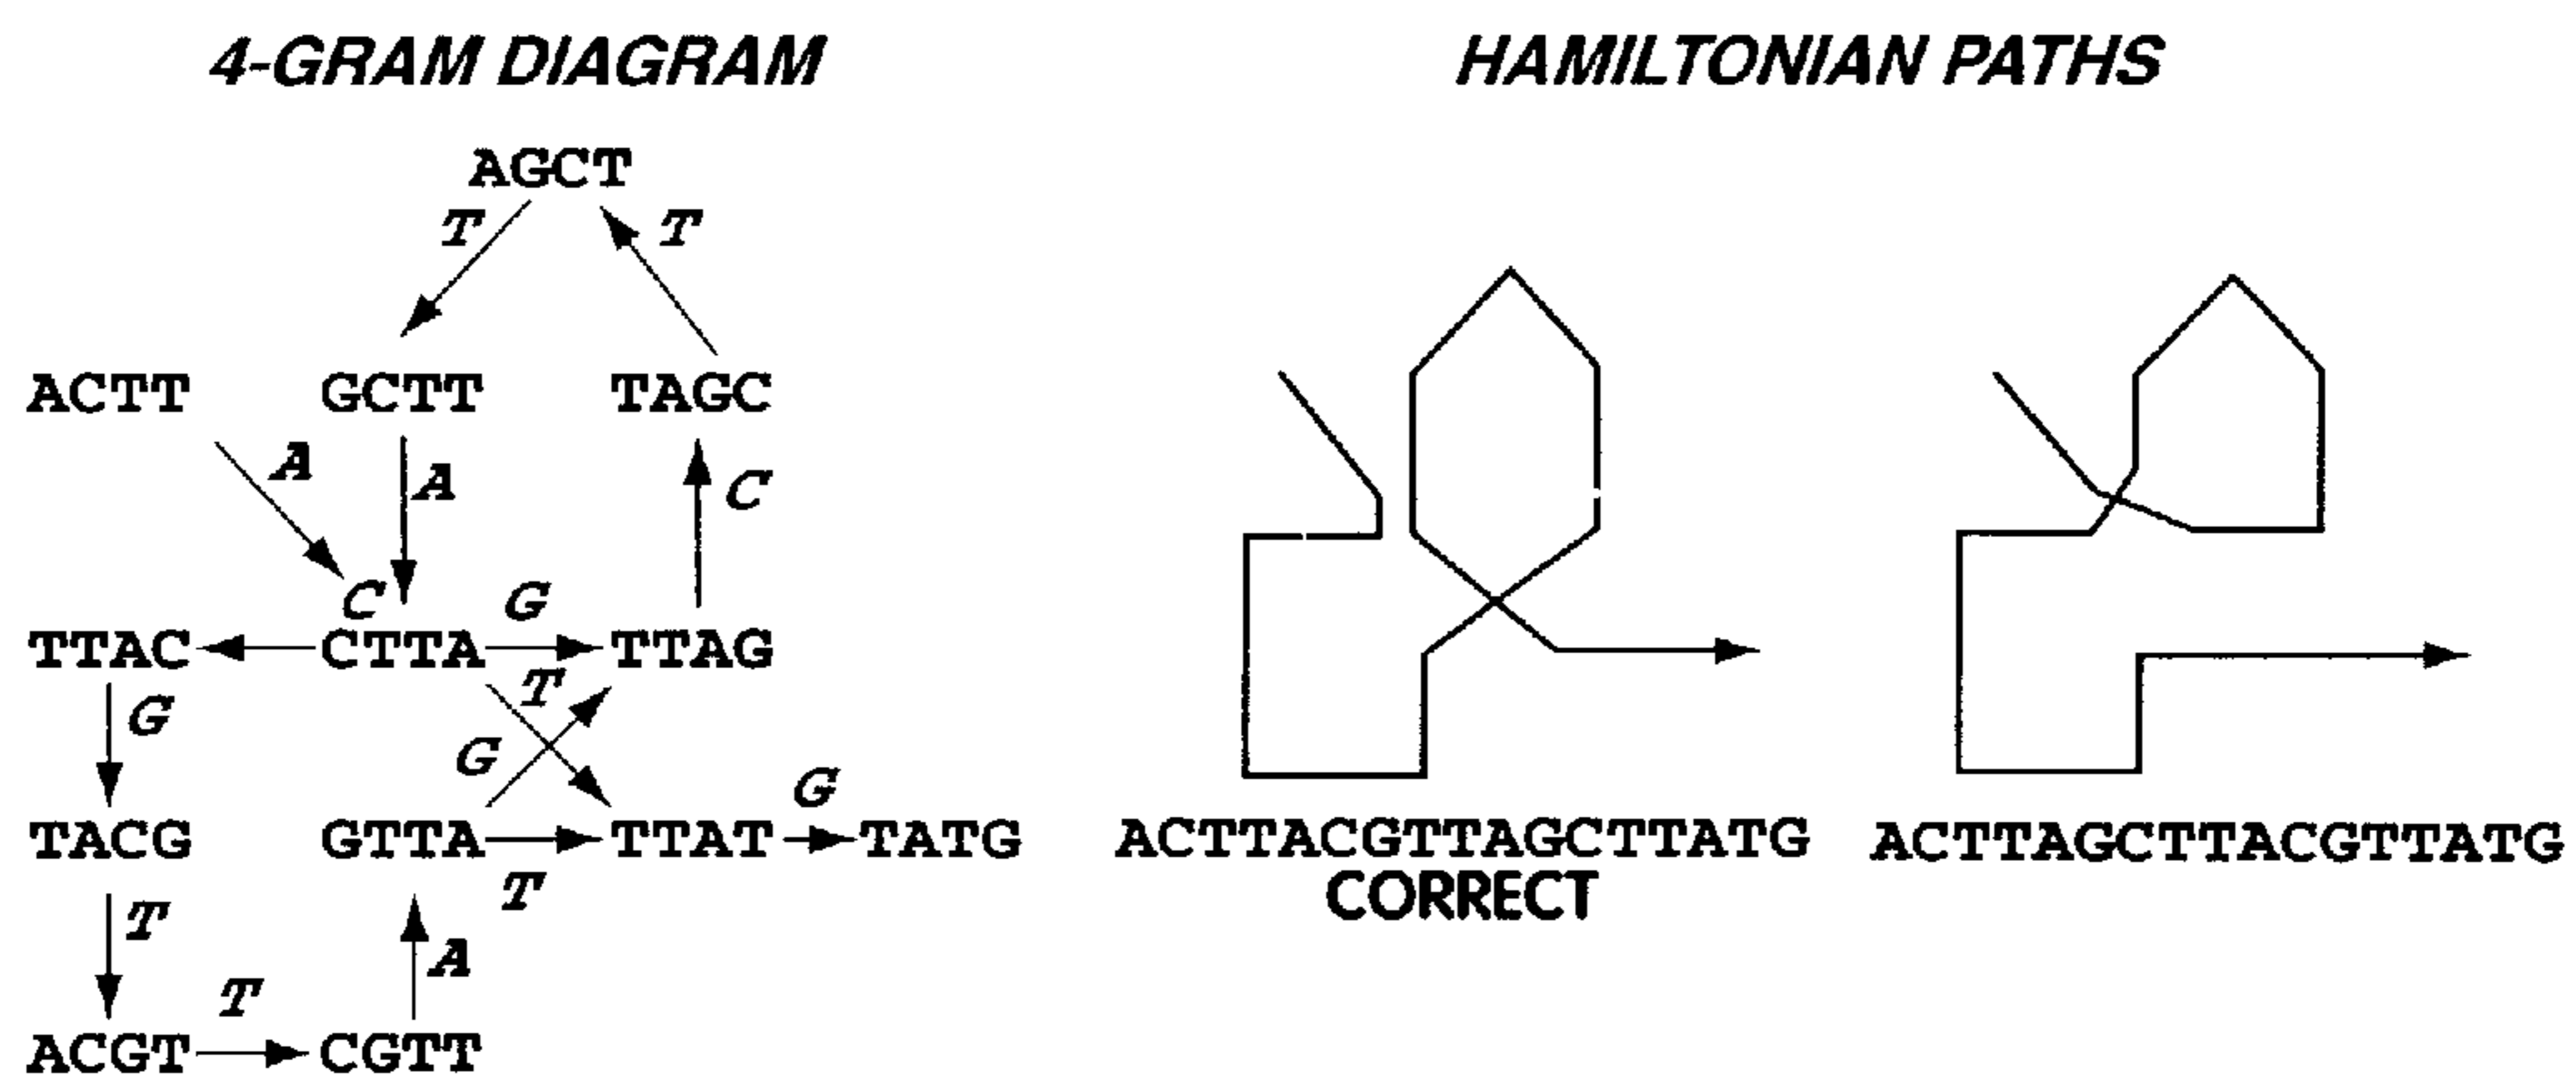 4-GRAM DIAGRAM
HAMILTONIAN PATHS
AGCT
T T
ACTT GCTT TAGC
A A C
C G
TTAC CTTA TTAG
G T
G G
TACG GTTA TTAT TATG
T T
A
T
ACGT CGTT
ACTTACGTTAGCTTATG ACTTAGCTTACGTTATG
CORRECT